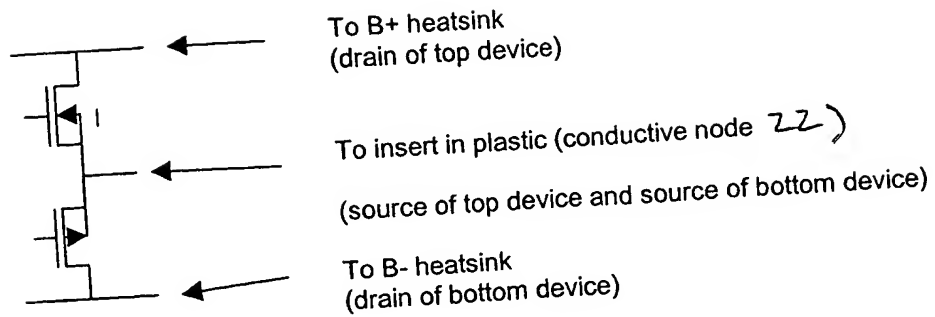 To B+ heatsink
(drain of top device)
To insert in plastic (conductive node 22)
(source of top device and source of bottom device)
To B- heatsink
(drain of bottom device)